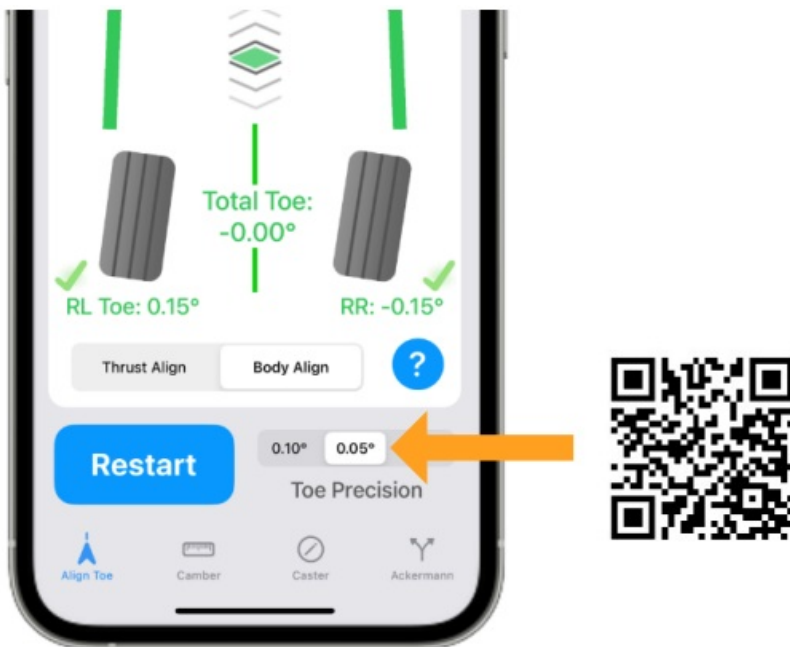 Total Toe:
-0.00°
RL Toe: 0.15°
RR: -0.15°
Thrust Align
Body Align
?
Restart
0.10°
0.05°
Toe Precision
Align Toe
Camber
Caster
Ackermann